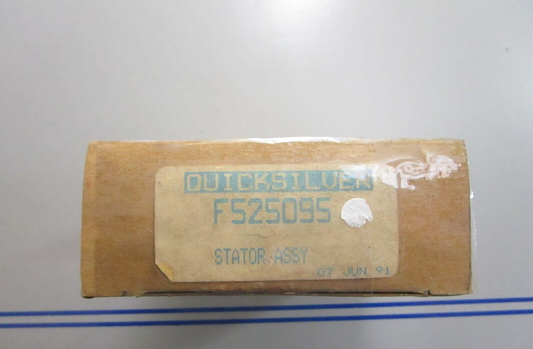 QUICKSILVER
F525095
STATOR ASSY
07 JUN 91